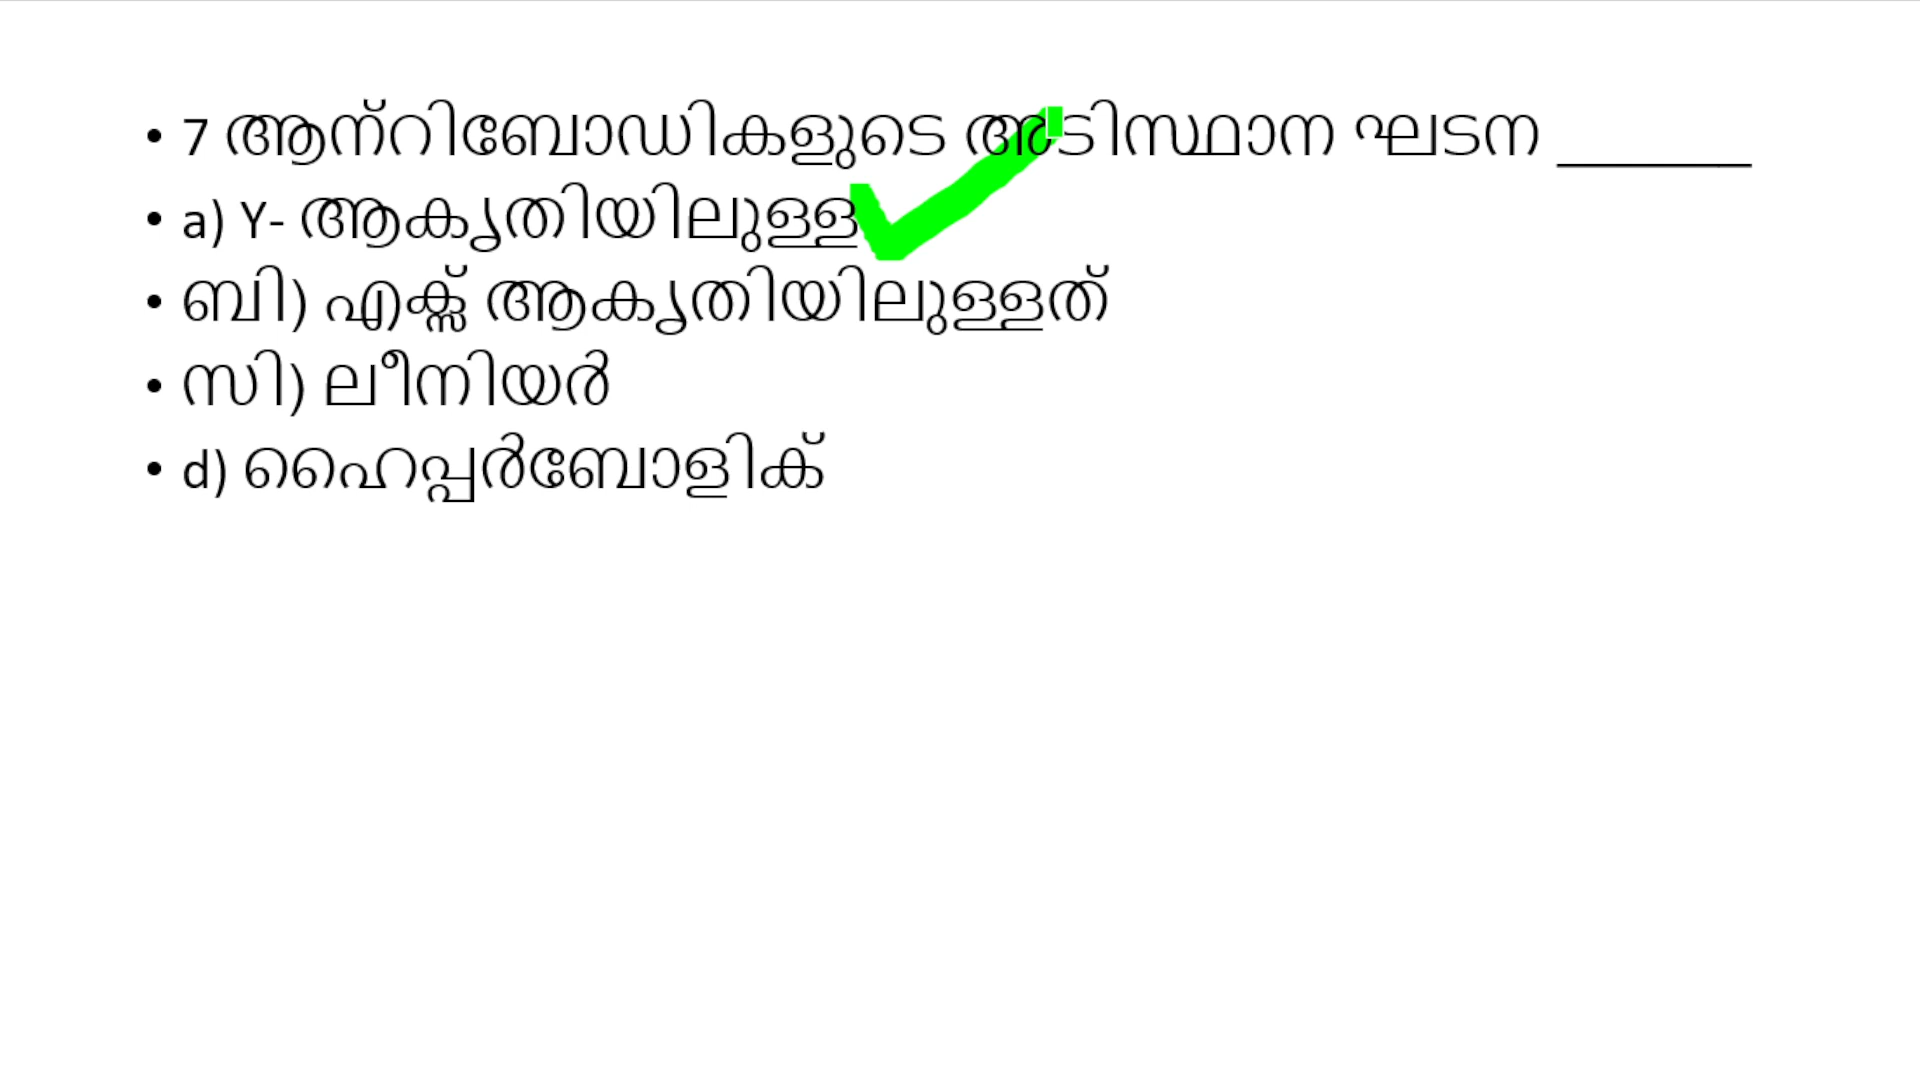 • 7 ആന്റിബോഡികളുടെ അടിസ്ഥാന ഘടന _______
• a) Y- ആകൃതിയിലുള്ള
• ബി) എക്സ് ആകൃതിയിലുള്ളത്
• സി) ലീനിയർ
• d) ഹൈപ്പർബോളിക്